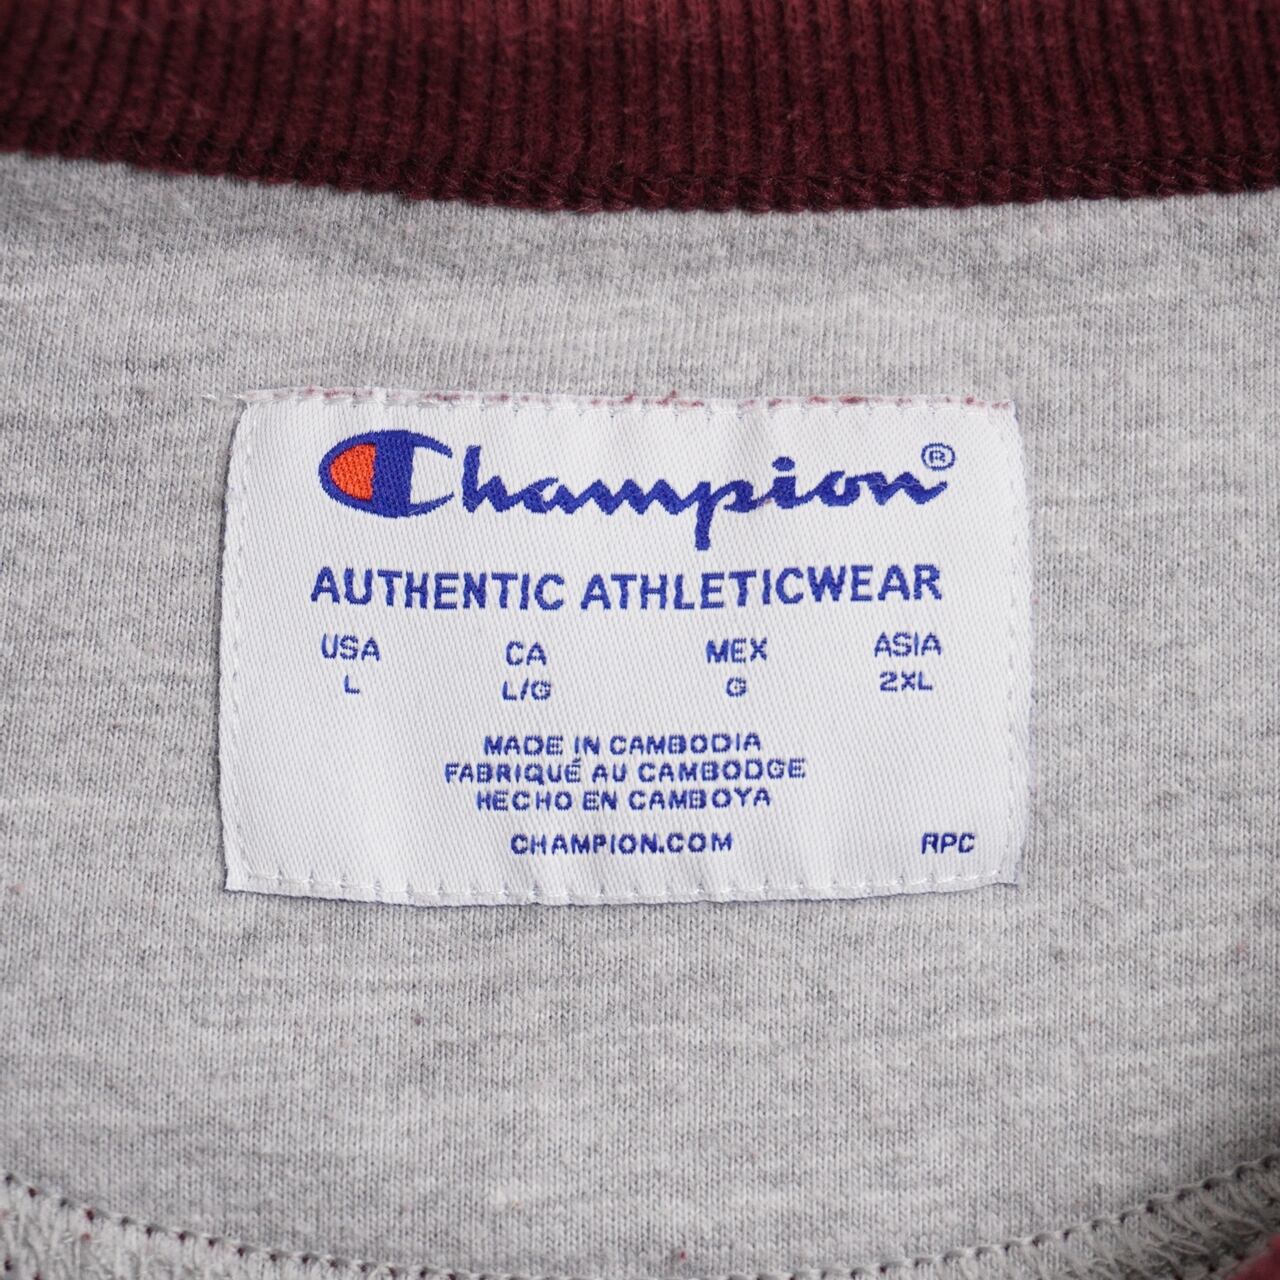 Champion®
AUTHENTIC ATHLETICWEAR
USA CA MEX ASIA
L L/G G 2XL
MADE IN CAMBODIA
FABRIQUÉ AU CAMBODGE
HECHO EN CAMBOYA
CHAMPION.COM RPC